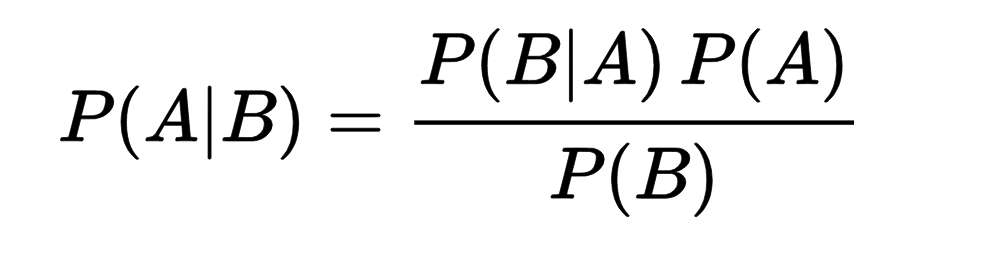 P(A|B) = P(B|A) P(A) / P(B)